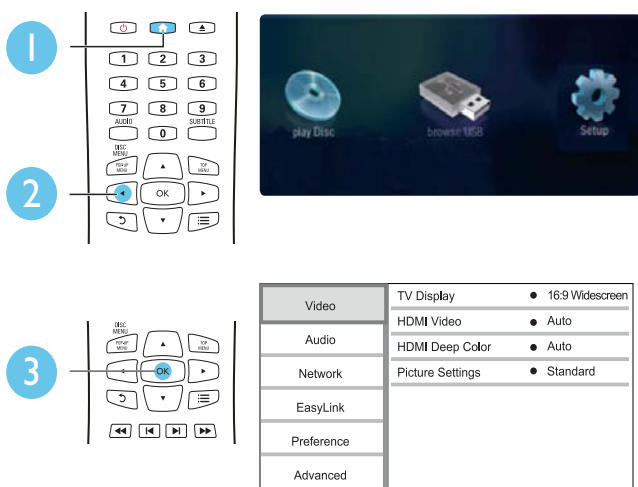 1
1 2 3
4 5 6
7 8 9
AUDIO SUBTITLE
0
DISC MENU
POP-UP MENU
TOP MENU
2
OK
play Disc
browse USB
Setup
DISC MENU
POP-UP MENU
TOP MENU
3
OK
Video
Audio
Network
EasyLink
Preference
Advanced
TV Display ● 16:9 Widescreen
HDMI Video ● Auto
HDMI Deep Color ● Auto
Picture Settings ● Standard